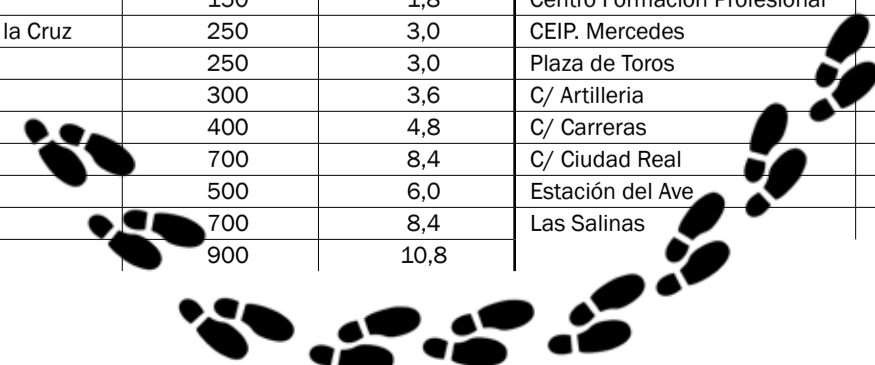 150 1,8 Centro Formación Profesional
la Cruz 250 3,0 CEIP. Mercedes
250 3,0 Plaza de Toros
300 3,6 C/ Artilleria
400 4,8 C/ Carreras
700 8,4 C/ Ciudad Real
500 6,0 Estación del Ave
700 8,4 Las Salinas
900 10,8